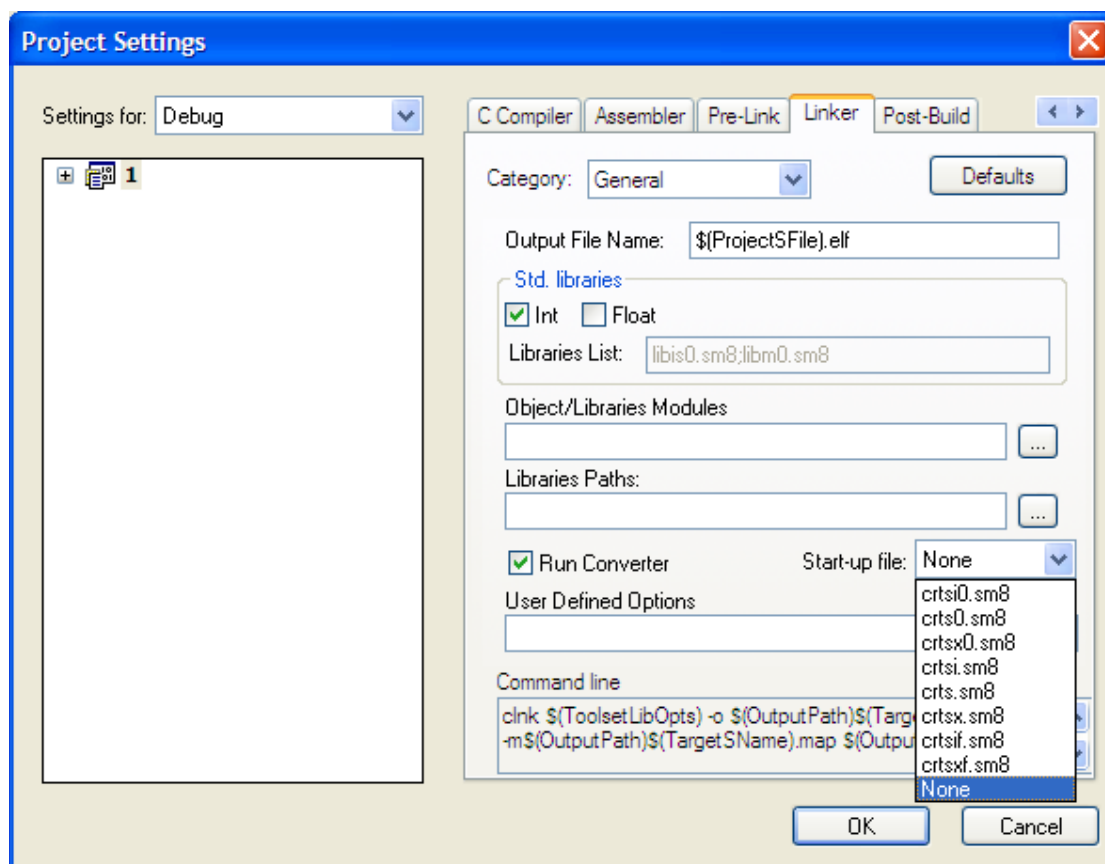 Project Settings
Settings for: Debug
1
C Compiler Assembler Pre-Link Linker Post-Build
Category: General Defaults
Output File Name: $(ProjectSFile).elf
Std. libraries
Int Float
Libraries List: libis0.sm8;libm0.sm8
Object/Libraries Modules
...
Libraries Paths:
...
Run Converter Start-up file: None
crtsi0.sm8
crts0.sm8
crtsx0.sm8
crtsi.sm8
crts.sm8
crtsx.sm8
crtsif.sm8
crtsxf.sm8
None
User Defined Options
Command line
clnk $(ToolsetLibOpts) -o $(OutputPath)$(Targe
-m$(OutputPath)$(TargetSName).map $(Outpu
OK Cancel